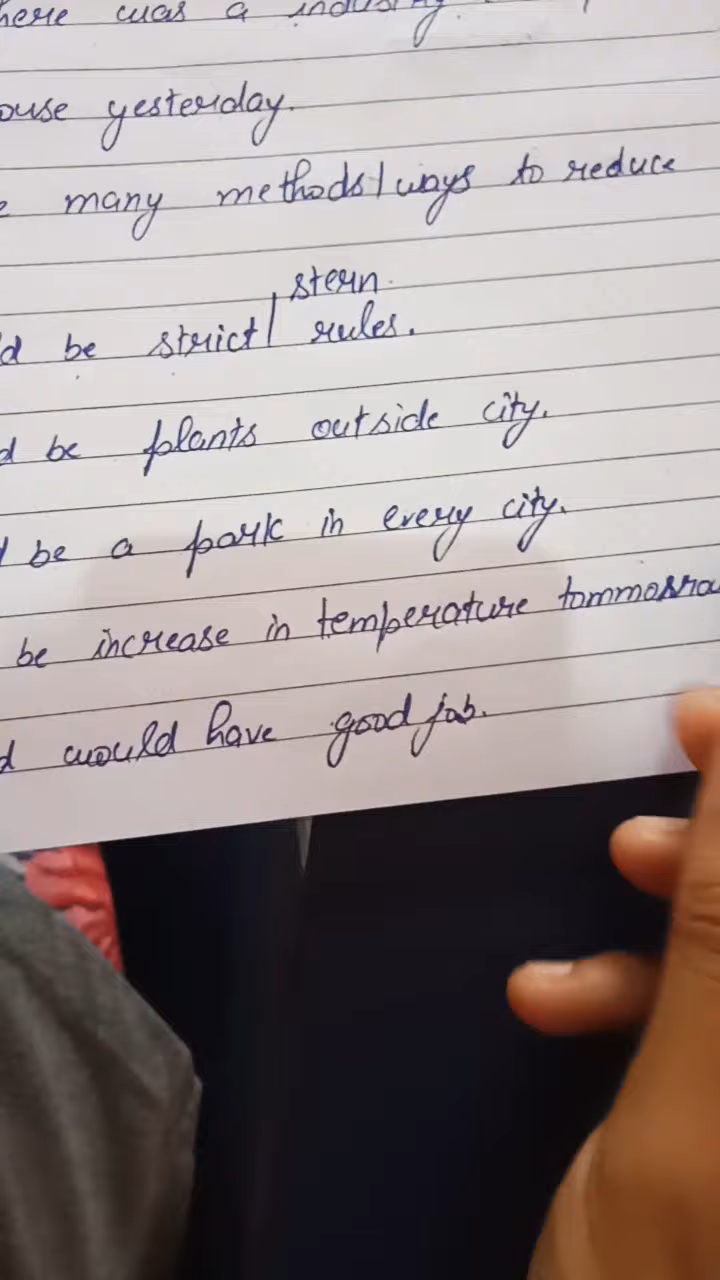 here was a
ouse yesterday.
many methods/ways to reduce
stern
d be strict/ rules.
d be plants outside city.
be a park in every city.
be increase in temperature
d would have good job.